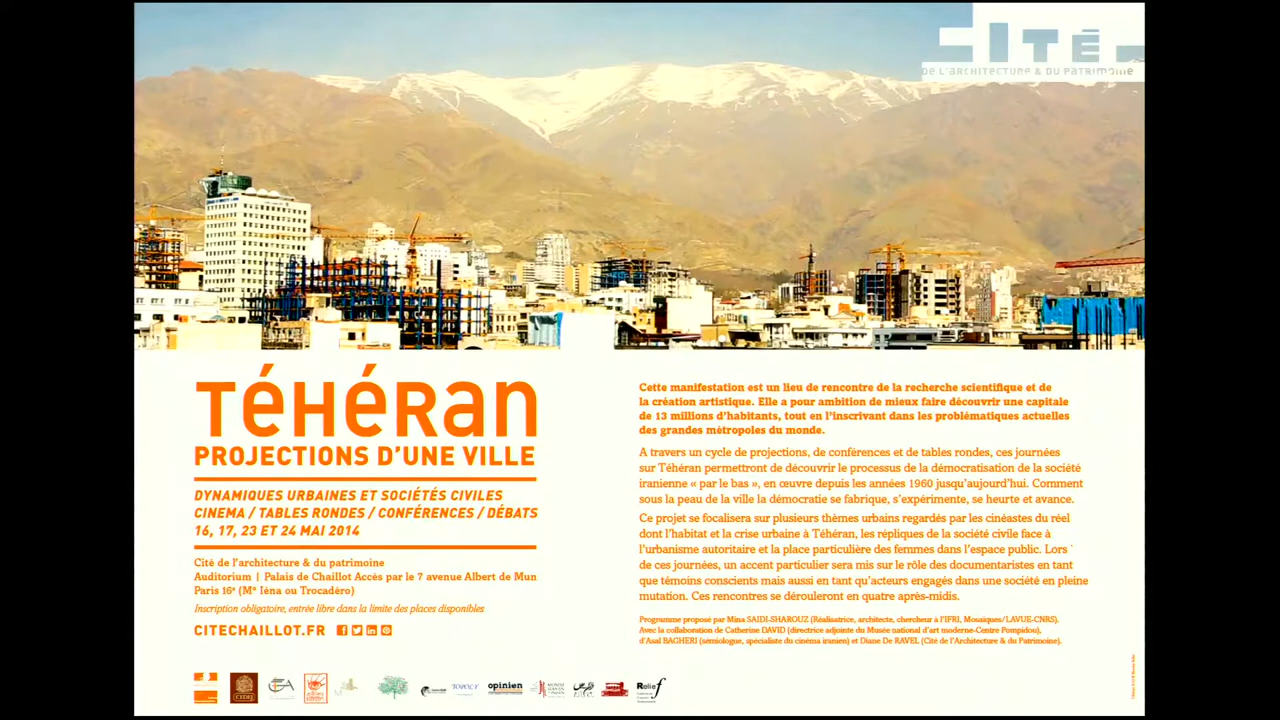 CITÉ
DE L'ARCHITECTURE & DU PATRIMOINE
TÉHÉRAN
PROJECTIONS D'UNE VILLE
DYNAMIQUES URBAINES ET SOCIÉTÉS CIVILES
CINEMA / TABLES RONDES / CONFÉRENCES / DÉBATS
16, 17, 23 ET 24 MAI 2014
Cité de l'architecture & du patrimoine
Auditorium | Palais de Chaillot Accès par le 7 avenue Albert de Mun
Paris 16e (M° Iéna ou Trocadéro)
Inscription obligatoire, entrée libre dans la limite des places disponibles
CITECHAILLOT.FR
Cette manifestation est un lieu de rencontre de la recherche scientifique et de
la création artistique. Elle a pour ambition de mieux faire découvrir une capitale
de 13 millions d'habitants, tout en l'inscrivant dans les problématiques actuelles
des grandes métropoles du monde.
A travers un cycle de projections, de conférences et de tables rondes, ces journées
sur Téhéran permettront de découvrir le processus de la démocratisation de la société
iranienne « par le bas », en œuvre depuis les années 1960 jusqu'aujourd'hui. Comment
sous la peau de la ville la démocratie se fabrique, s'expérimente, se heurte et avance.
Ce projet se focalisera sur plusieurs thèmes urbains regardés par les cinéastes du réel
dont l'habitat et la crise urbaine à Téhéran, les répliques de la société civile face à
l'urbanisme autoritaire et la place particulière des femmes dans l'espace public. Lors
de ces journées, un accent particulier sera mis sur le rôle des documentaristes en tant
que témoins conscients mais aussi en tant qu'acteurs engagés dans une société en pleine
mutation. Ces rencontres se dérouleront en quatre après-midis.
Programme proposé par Mina SAIDI-SHAROUZ (Réalisatrice, architecte, chercheur à l'IFRI, Mosaïques/LAVUE-CNRS).
Avec la collaboration de Catherine DAVID (directrice adjointe du Musée national d'art moderne-Centre Pompidou),
d'Asal BAGHERI (sémiologue, spécialiste du cinéma iranien) et Diane De RAVEL (Cité de l'Architecture & du Patrimoine).
opinien
Relief